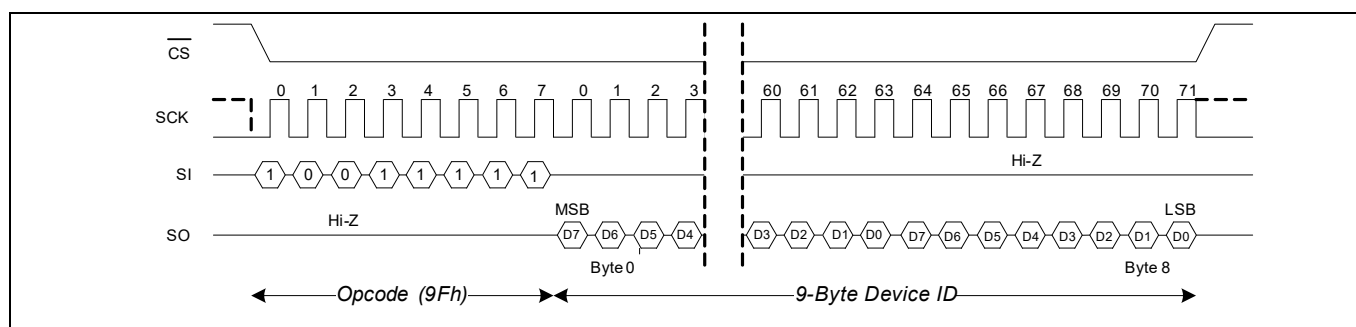 CS
0 1 2 3 4 5 6 7 0 1 2 3 60 61 62 63 64 65 66 67 68 69 70 71
SCK
Hi-Z
SI 1 0 0 1 1 1 1 1
Hi-Z MSB LSB
SO D7 D6 D5 D4 D3 D2 D1 D0 D7 D6 D5 D4 D3 D2 D1 D0
Byte 0 Byte 8
Opcode (9Fh) 9-Byte Device ID